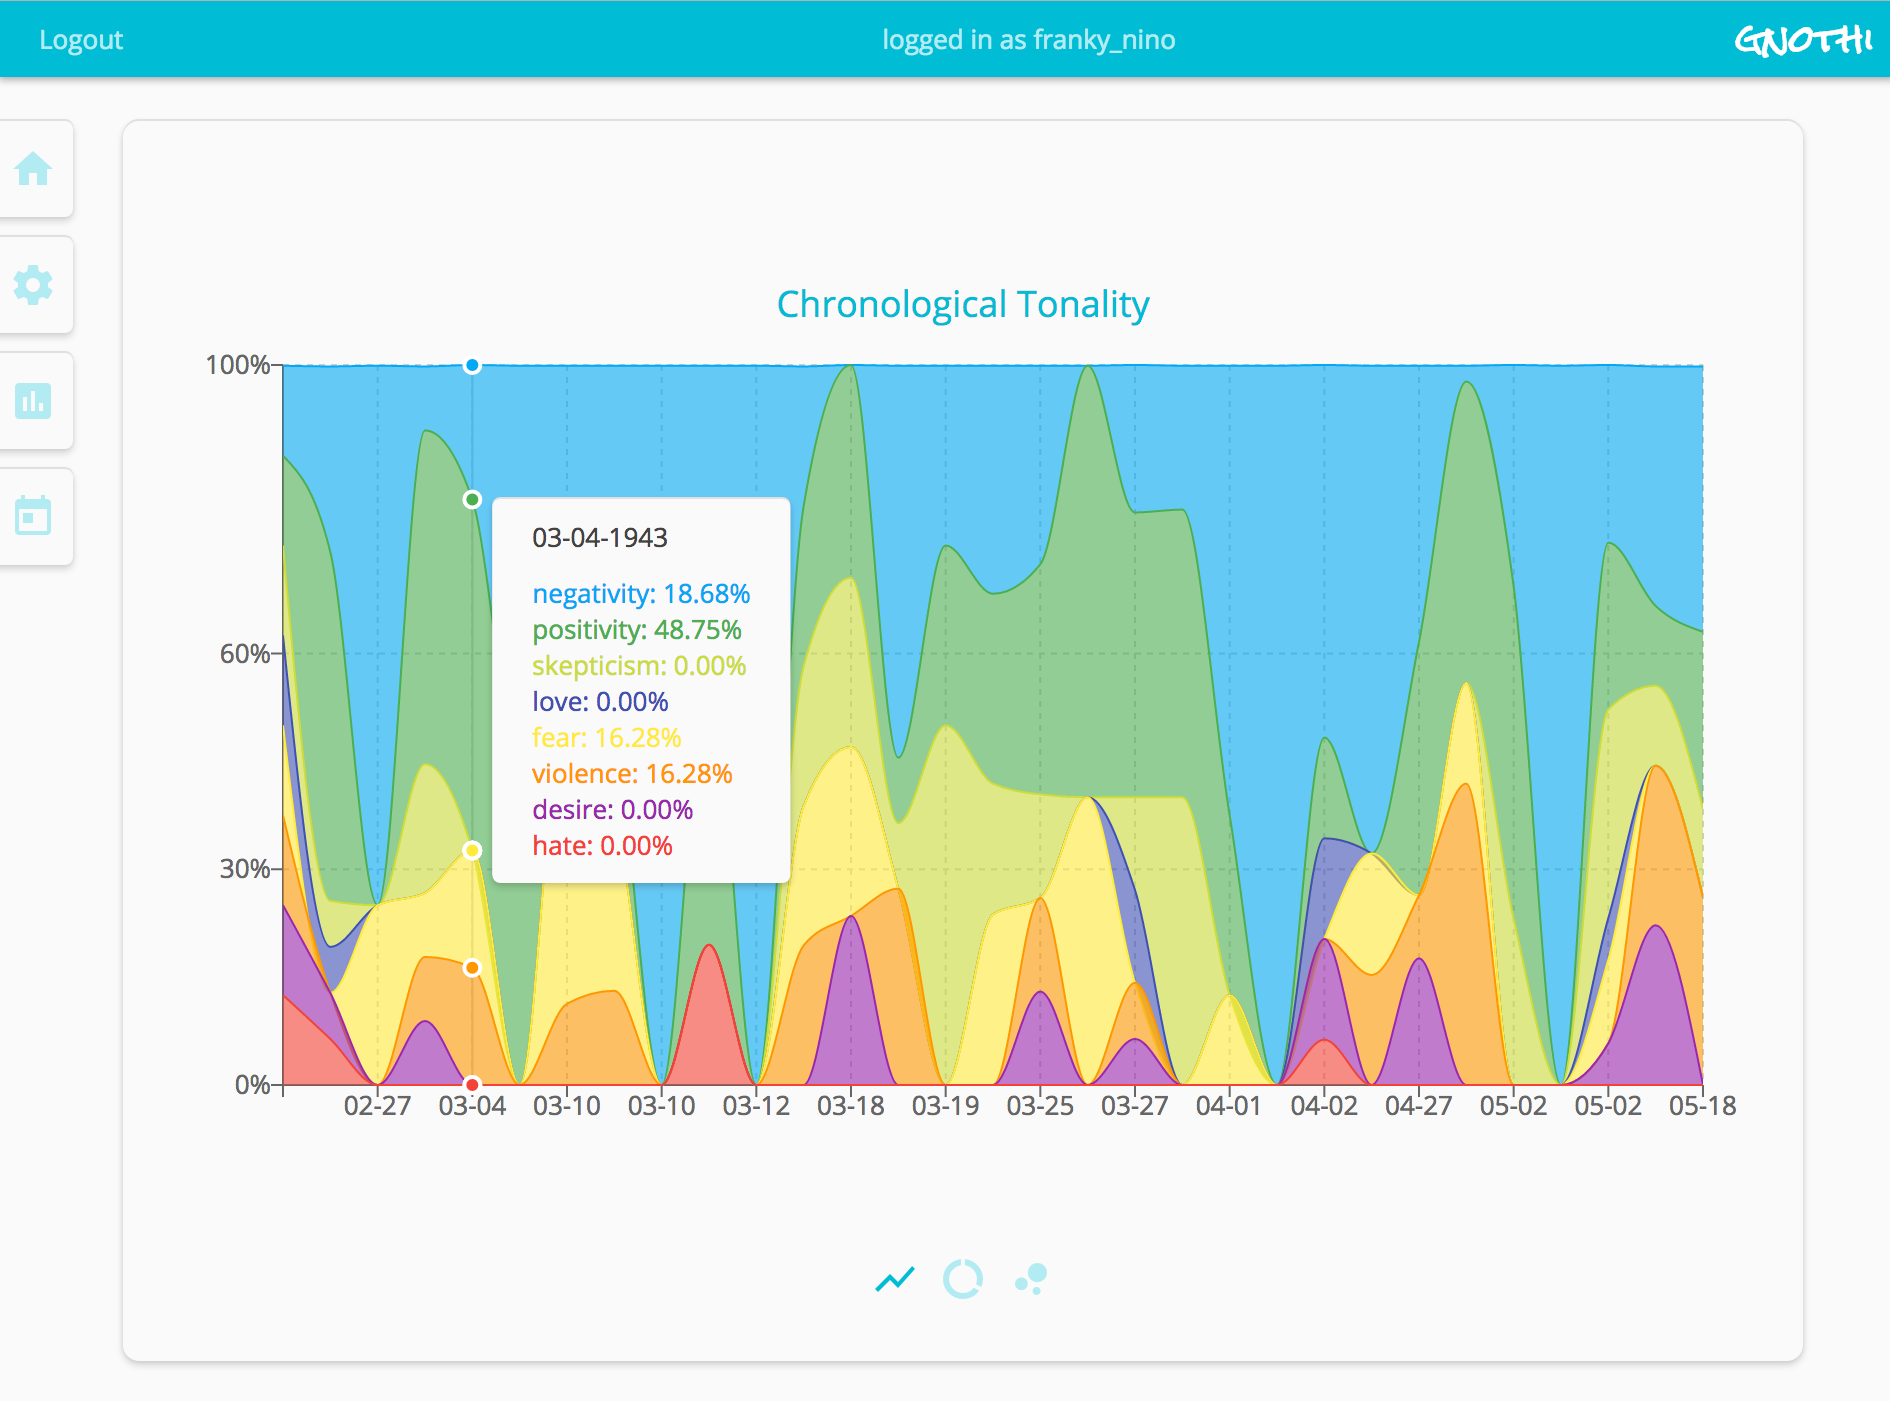 Logout
logged in as franky_nino
GNOTHI
Chronological Tonality
100%
60%
30%
0%
03-04-1943
negativity: 18.68%
positivity: 48.75%
skepticism: 0.00%
love: 0.00%
fear: 16.28%
violence: 16.28%
desire: 0.00%
hate: 0.00%
02-27 03-04 03-10 03-10 03-12 03-18 03-19 03-25 03-27 04-01 04-02 04-27 05-02 05-02 05-18